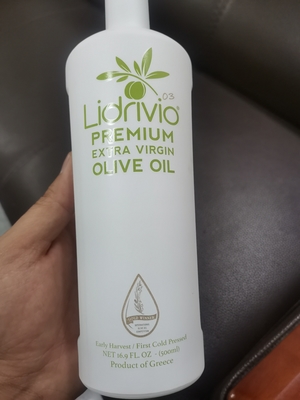 03
Lidrivio®
PREMIUM
EXTRA VIRGIN
OLIVE OIL
Early Harvest / First Cold Pressed
NET 16.9 FL. OZ - (500ml)
Product of Greece